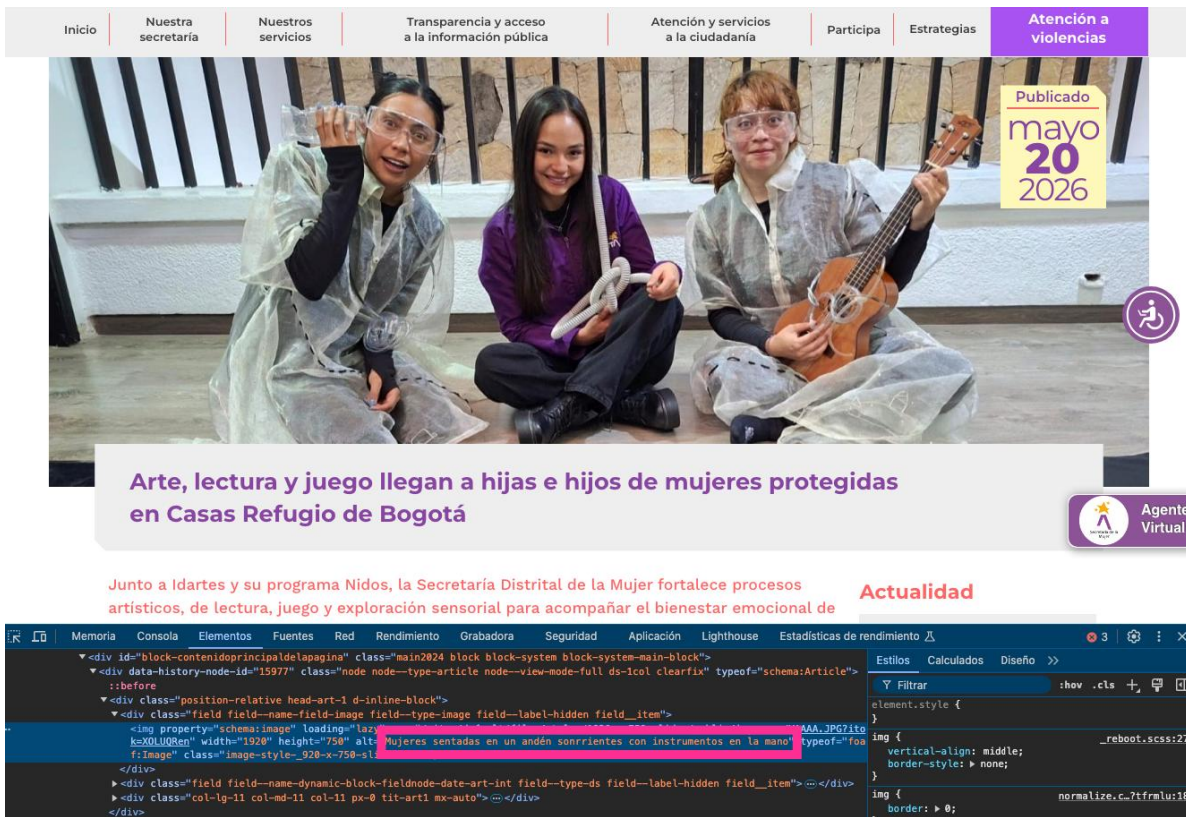 Inicio
Nuestra
secretaría
Nuestros
servicios
Transparencia y acceso
a la información pública
Atención y servicios
a la ciudadanía
Participa
Estrategias
Atención a
violencias
Publicado
mayo
20
2026
Arte, lectura y juego llegan a hijas e hijos de mujeres protegidas
en Casas Refugio de Bogotá
Agente
Virtual
Junto a Idartes y su programa Nidos, la Secretaría Distrital de la Mujer fortalece procesos
artísticos, de lectura, juego y exploración sensorial para acompañar el bienestar emocional de
Actualidad
Memoria Consola Elementos Fuentes Red Rendimiento Grabadora Seguridad Aplicación Lighthouse Estadísticas de rendimiento 3
<div id="block-contenidoprincipaldelapagina" class="main2024 block block-system block-system-main-block">
<div data-history-node-id="15977" class="node node--type-article node--view-mode-full ds-1col clearfix" typeof="schema:Article">
::before
<div class="position-relative head-art-1 d-inline-block">
<div class="field field--name-field-image field--type-image field--label-hidden field__item">
<img property="schema:image" loading="lazy AAA.JPG?ito
k=XOLUQRen" width="1920" height="750" alt= "Mujeres sentadas en un andén sonrrientes con instrumentos en la mano" typeof="foa
f:Image" class="image-style-_920-x-750-sli
</div>
<div class="field field--name-dynamic-block-fieldnode-date-art-int field--type-ds field--label-hidden field__item"> … </div>
<div class="col-lg-11 col-md-11 col-11 px-0 tit-art1 mx-auto"> … </div>
</div>
Estilos Calculados Diseño >>
Filtrar :hov .cls +
element.style {
}
img { _reboot.scss:27
vertical-align: middle;
border-style: none;
}
img { normalize.c…?tfrmlu:18
border: 0;